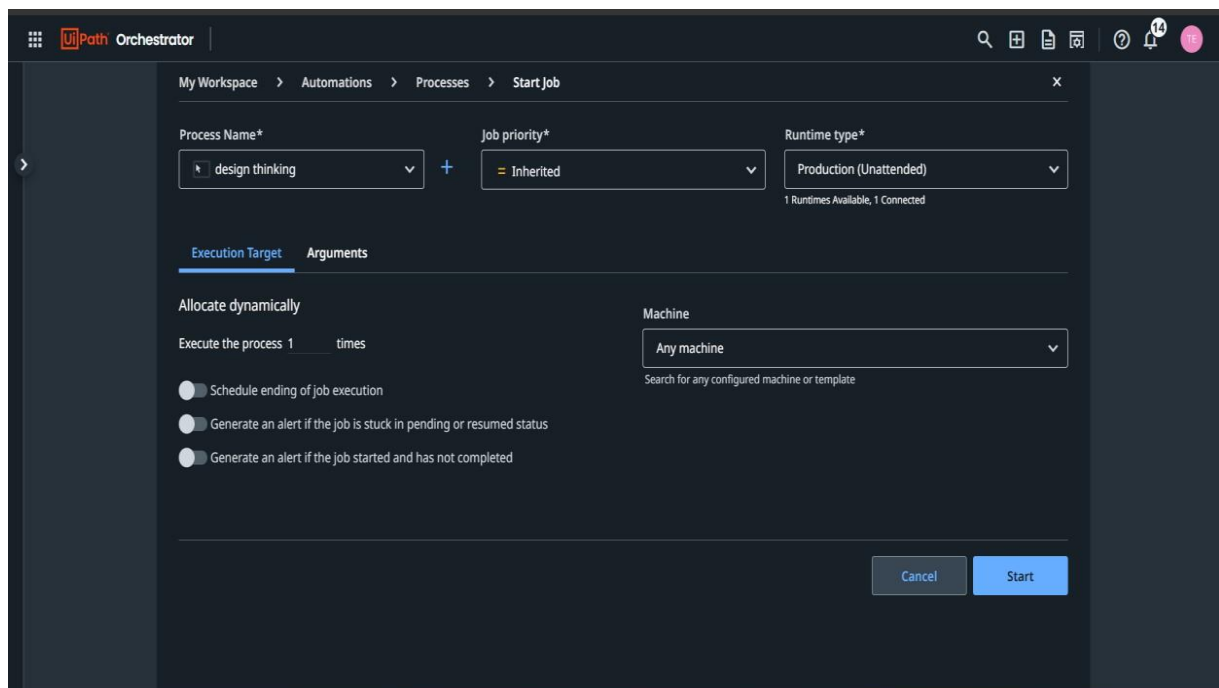 UiPath Orchestrator
14
TE
My Workspace > Automations > Processes > Start Job x
Process Name* Job priority* Runtime type*
design thinking + = Inherited Production (Unattended)
1 Runtimes Available, 1 Connected
Execution Target Arguments
Allocate dynamically
Machine
Execute the process 1 times
Any machine
Search for any configured machine or template
Schedule ending of job execution
Generate an alert if the job is stuck in pending or resumed status
Generate an alert if the job started and has not completed
Cancel Start